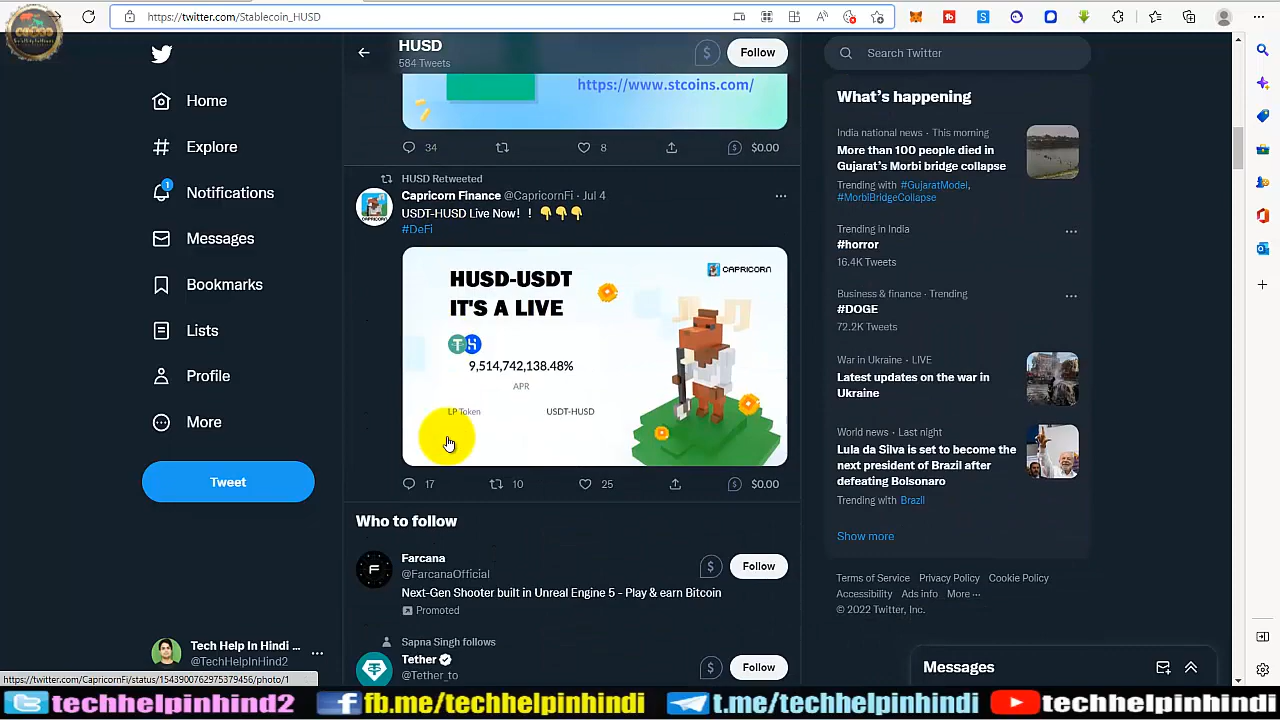 https://twitter.com/Stablecoin_HUSD
HUSD
584 Tweets
Follow
Search Twitter
Home
Explore
1
Notifications
Messages
Bookmarks
Lists
Profile
More
Tweet
https://www.stcoins.com/
34
8
$0.00
HUSD Retweeted
Capricorn Finance @CapricornFi · Jul 4
USDT-HUSD Live Now! ! 👇👇👇
#DeFi
CAPRICORN
HUSD-USDT
IT'S A LIVE
9,514,742,138.48%
APR
LP Token USDT-HUSD
17 10 25 $0.00
Who to follow
Farcana
@FarcanaOfficial
Follow
Next-Gen Shooter built in Unreal Engine 5 - Play & earn Bitcoin
Promoted
Sapna Singh follows
Tether
@Tether_to
Follow
What's happening
India national news · This morning
More than 100 people died in
Gujarat's Morbi bridge collapse
Trending with #GujaratModel,
#MorbiBridgeCollapse
Trending in India
#horror
16.4K Tweets
Business & finance · Trending
#DOGE
72.2K Tweets
War in Ukraine · LIVE
Latest updates on the war in
Ukraine
World news · Last night
Lula da Silva is set to become the
next president of Brazil after
defeating Bolsonaro
Trending with Brazil
Show more
Terms of Service Privacy Policy Cookie Policy
Accessibility Ads info More ···
© 2022 Twitter, Inc.
Messages
Tech Help In Hindi ...
@TechHelpInHind2
techhelpinhindi2
fb.me/techhelpinhindi
t.me/techhelpinhindi
techhelpinhindi